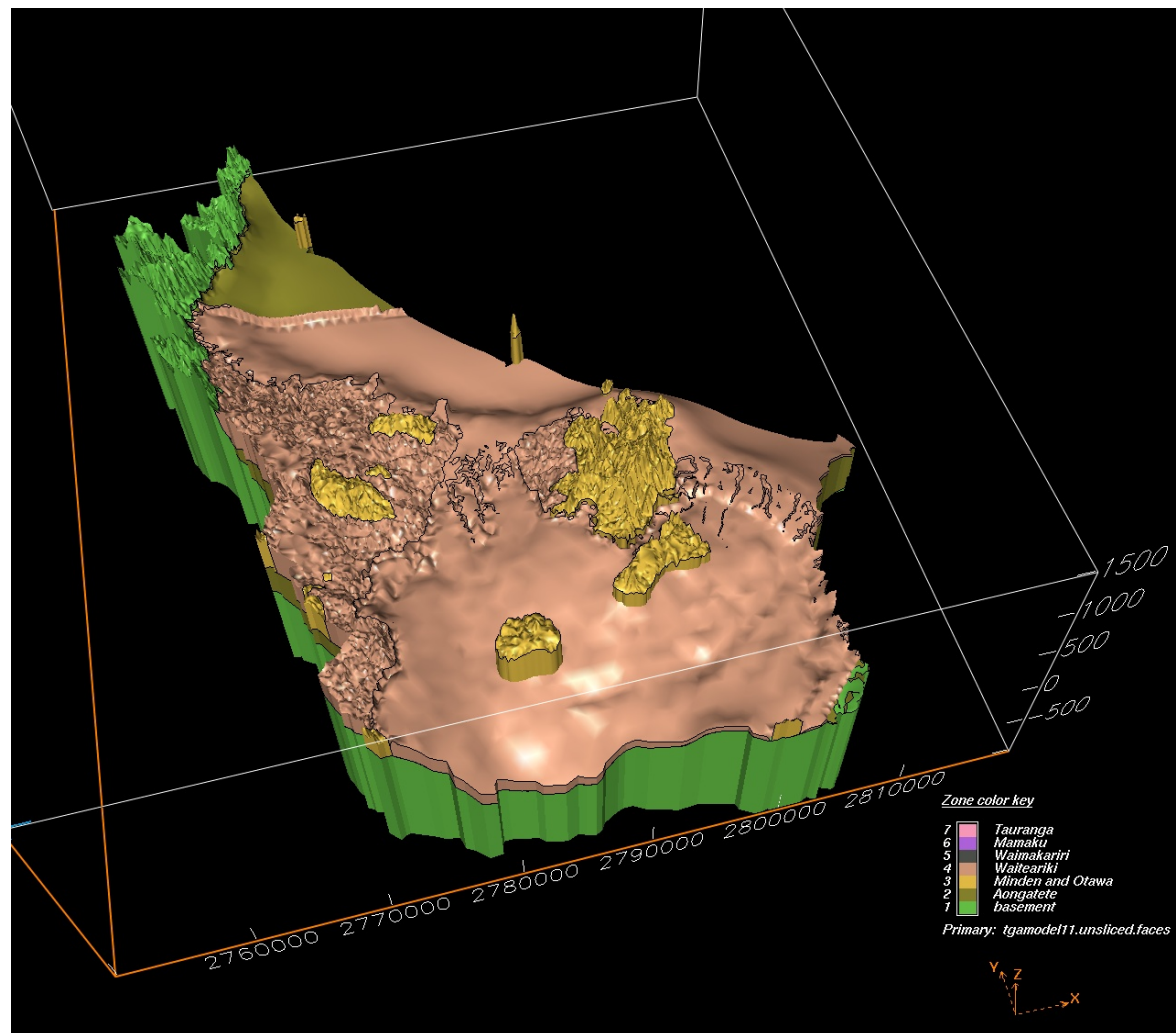 1500
1000
500
0
-500
2810000
2800000
2790000
2780000
2770000
2760000
Zone color key
7 Tauranga
6 Mamaku
5 Waimakariri
4 Waiteariki
3 Minden and Otawa
2 Aongatete
1 basement
Primary: tgamodel11.unsliced.faces
Y
Z
X